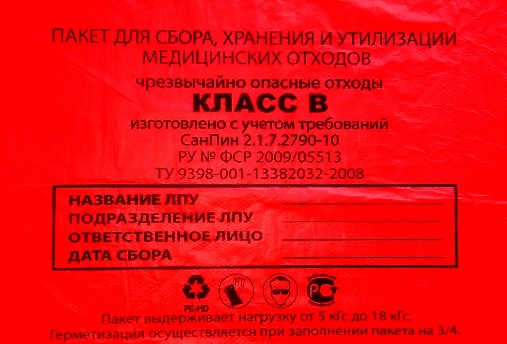 ПАКЕТ ДЛЯ СБОРА, ХРАНЕНИЯ И УТИЛИЗАЦИИ
МЕДИЦИНСКИХ ОТХОДОВ
чрезвычайно опасные отходы
КЛАСС В
изготовлено с учетом требований
СанПин 2.1.7.2790-10
РУ № ФСР 2009/05513
ТУ 9398-001-13382032-2008
НАЗВАНИЕ ЛПУ
ПОДРАЗДЕЛЕНИЕ ЛПУ
ОТВЕТСТВЕННОЕ ЛИЦО
ДАТА СБОРА
PE-HD
Пакет выдерживает нагрузку от 5 кГс до 18 кГс.
Герметизация осуществляется при заполнении пакета на 3/4.